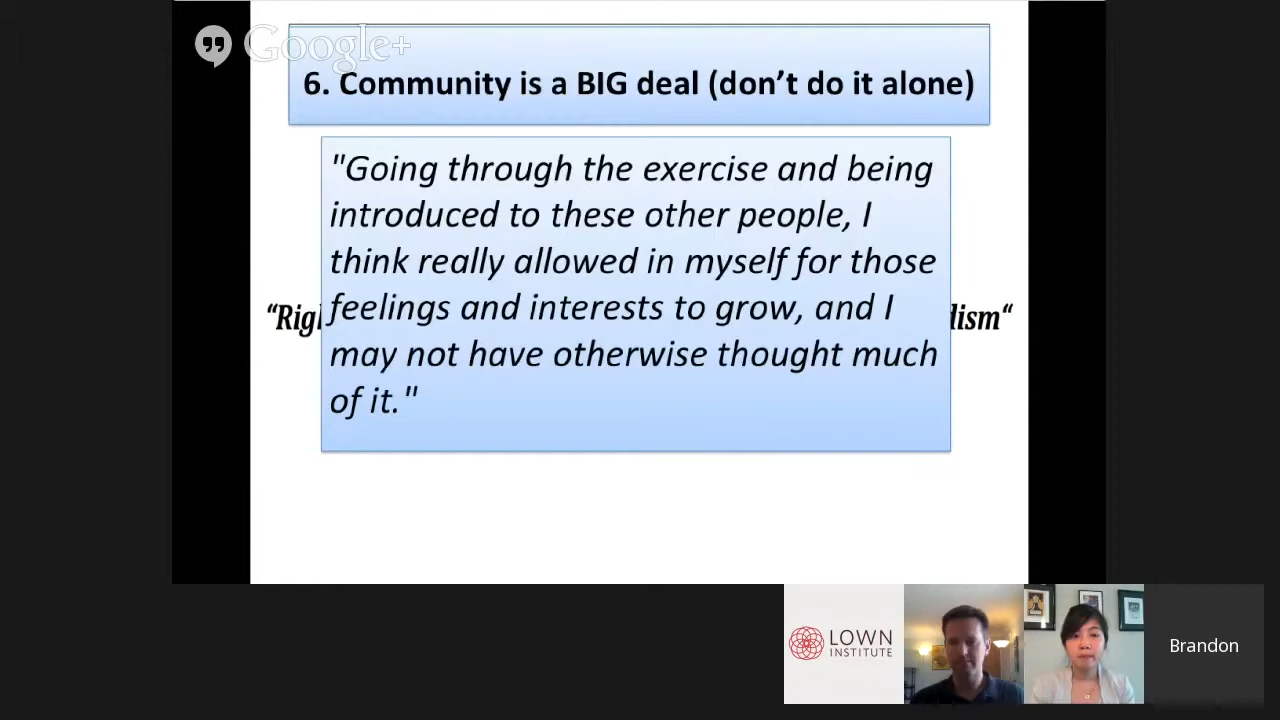 Google+
6. Community is a BIG deal (don't do it alone)
"Going through the exercise and being
introduced to these other people, I
think really allowed in myself for those
feelings and interests to grow, and I
may not have otherwise thought much
of it."
LOWN
INSTITUTE
Brandon